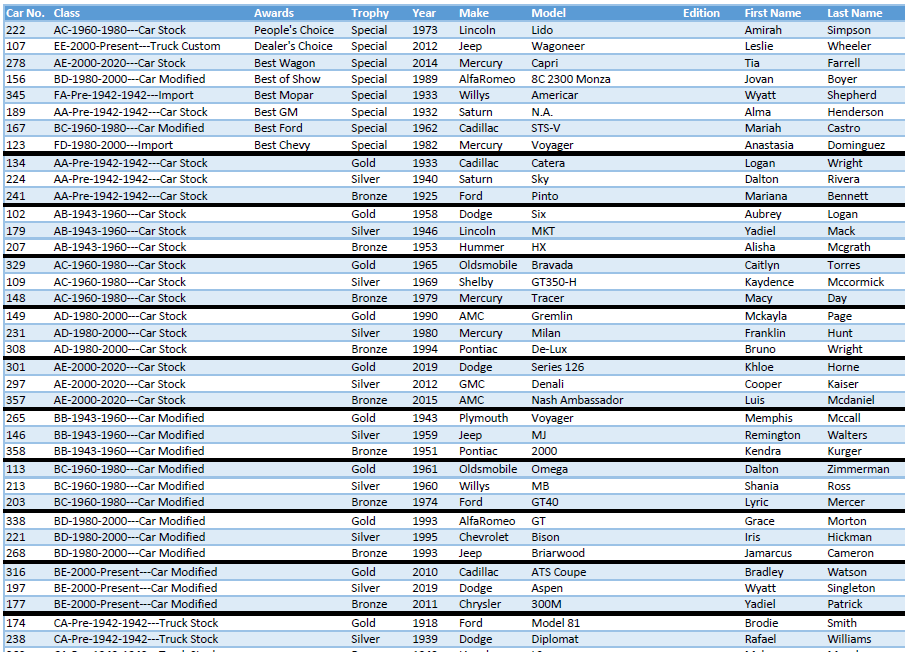 Car No. Class Awards Trophy Year Make Model Edition First Name Last Name
222 AC-1960-1980---Car Stock People's Choice Special 1973 Lincoln Lido Amirah Simpson
107 EE-2000-Present---Truck Custom Dealer's Choice Special 2012 Jeep Wagoneer Leslie Wheeler
278 AE-2000-2020---Car Stock Best Wagon Special 2014 Mercury Capri Tia Farrell
156 BD-1980-2000---Car Modified Best of Show Special 1989 AlfaRomeo 8C 2300 Monza Jovan Boyer
345 FA-Pre-1942-1942---Import Best Mopar Special 1933 Willys Americar Wyatt Shepherd
189 AA-Pre-1942-1942---Car Stock Best GM Special 1932 Saturn N.A. Alma Henderson
167 BC-1960-1980---Car Modified Best Ford Special 1962 Cadillac STS-V Mariah Castro
123 FD-1980-2000---Import Best Chevy Special 1982 Mercury Voyager Anastasia Dominguez
134 AA-Pre-1942-1942---Car Stock Gold 1933 Cadillac Catera Logan Wright
224 AA-Pre-1942-1942---Car Stock Silver 1940 Saturn Sky Dalton Rivera
241 AA-Pre-1942-1942---Car Stock Bronze 1925 Ford Pinto Mariana Bennett
102 AB-1943-1960---Car Stock Gold 1958 Dodge Six Aubrey Logan
179 AB-1943-1960---Car Stock Silver 1946 Lincoln MKT Yadiel Mack
207 AB-1943-1960---Car Stock Bronze 1953 Hummer HX Alisha Mcgrath
329 AC-1960-1980---Car Stock Gold 1965 Oldsmobile Bravada Caitlyn Torres
109 AC-1960-1980---Car Stock Silver 1969 Shelby GT350-H Kaydence Mccormick
148 AC-1960-1980---Car Stock Bronze 1979 Mercury Tracer Macy Day
149 AD-1980-2000---Car Stock Gold 1990 AMC Gremlin Mckayla Page
231 AD-1980-2000---Car Stock Silver 1980 Mercury Milan Franklin Hunt
308 AD-1980-2000---Car Stock Bronze 1994 Pontiac De-Lux Bruno Wright
301 AE-2000-2020---Car Stock Gold 2019 Dodge Series 126 Khloe Horne
297 AE-2000-2020---Car Stock Silver 2012 GMC Denali Cooper Kaiser
357 AE-2000-2020---Car Stock Bronze 2015 AMC Nash Ambassador Luis Mcdaniel
265 BB-1943-1960---Car Modified Gold 1943 Plymouth Voyager Memphis Mccall
146 BB-1943-1960---Car Modified Silver 1959 Jeep MJ Remington Walters
358 BB-1943-1960---Car Modified Bronze 1951 Pontiac 2000 Kendra Kurger
113 BC-1960-1980---Car Modified Gold 1961 Oldsmobile Omega Dalton Zimmerman
213 BC-1960-1980---Car Modified Silver 1960 Willys MB Shania Ross
203 BC-1960-1980---Car Modified Bronze 1974 Ford GT40 Lyric Mercer
338 BD-1980-2000---Car Modified Gold 1993 AlfaRomeo GT Grace Morton
221 BD-1980-2000---Car Modified Silver 1995 Chevrolet Bison Iris Hickman
268 BD-1980-2000---Car Modified Bronze 1993 Jeep Briarwood Jamarcus Cameron
316 BE-2000-Present---Car Modified Gold 2010 Cadillac ATS Coupe Bradley Watson
197 BE-2000-Present---Car Modified Silver 2019 Dodge Aspen Wyatt Singleton
177 BE-2000-Present---Car Modified Bronze 2011 Chrysler 300M Yadiel Patrick
174 CA-Pre-1942-1942---Truck Stock Gold 1918 Ford Model 81 Brodie Smith
238 CA-Pre-1942-1942---Truck Stock Silver 1939 Dodge Diplomat Rafael Williams